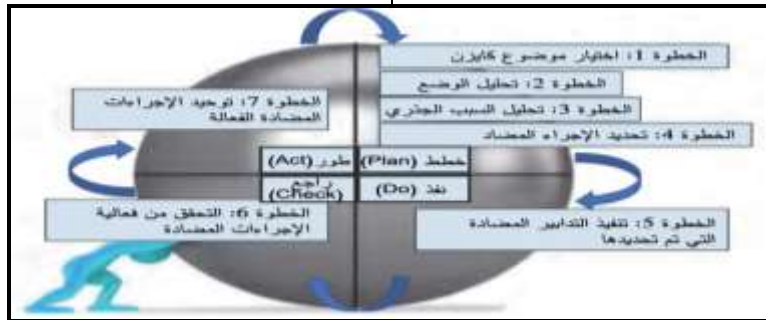 الخطوة 1: اختيار موضوع كايزن
الخطوة 2: تحليل الوضع
الخطوة 3: تحليل السبب الجذري
الخطوة 4: تحديد الإجراء المضاد
الخطوة 7: توحيد الإجراءات
المضادة الفعالة
خطط (Plan)
طور (Act)
نفذ (Do)
راجع
(Check)
الخطوة 5: تنفيذ التدابير المضادة
التي تم تحديدها
الخطوة 6: التحقق من فعالية
الإجراءات المضادة